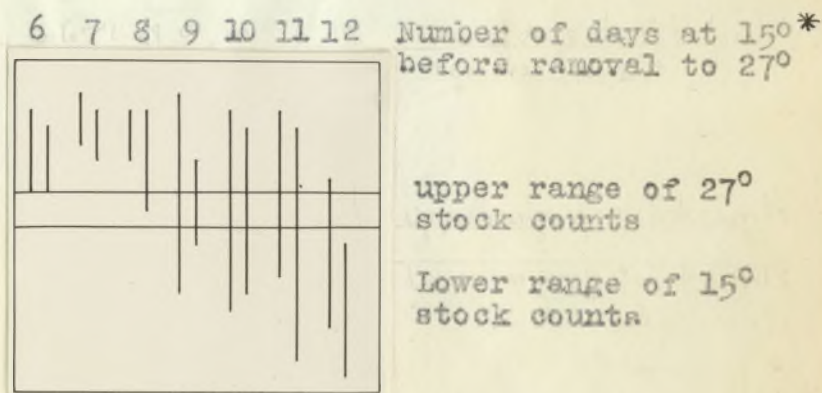 6 7 8 9 10 11 12 Number of days at 15°*
before ramoval to 27°
upper range of 27°
stock counts
Lower range of 15°
stock counts